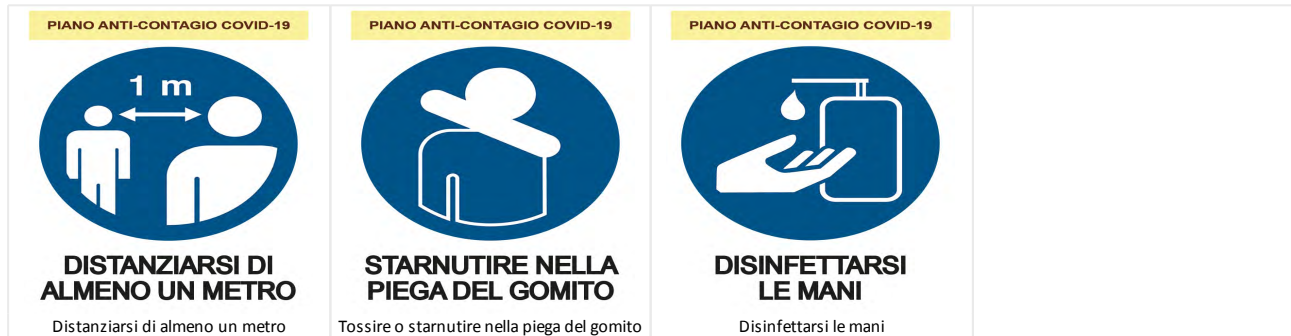 PIANO ANTI-CONTAGIO COVID-19
1 m
DISTANZIARSI DI
ALMENO UN METRO
Distanziarsi di almeno un metro
PIANO ANTI-CONTAGIO COVID-19
STARNUTIRE NELLA
PIEGA DEL GOMITO
Tossire o starnutire nella piega del gomito
PIANO ANTI-CONTAGIO COVID-19
DISINFETTARSI
LE MANI
Disinfettarsi le mani